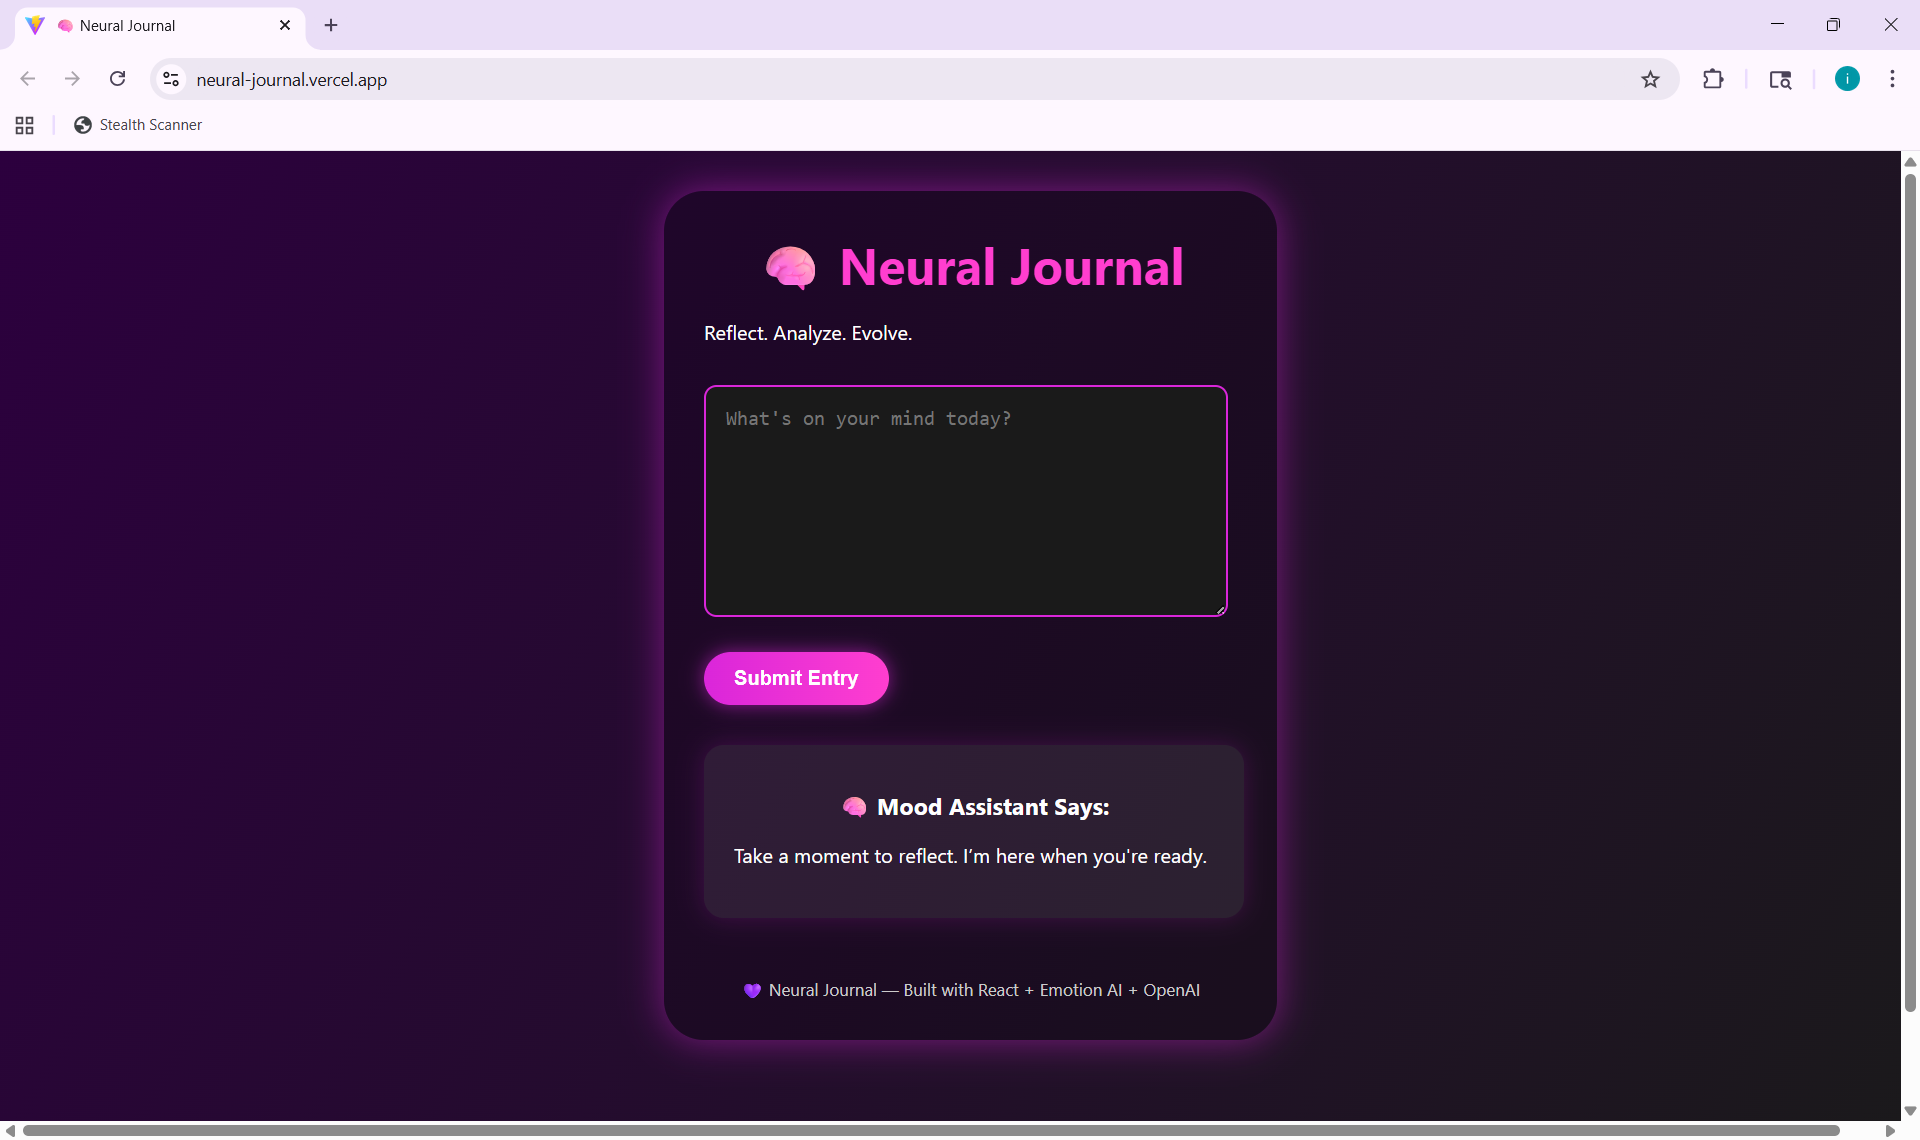 🧠 Neural Journal
neural-journal.vercel.app
i
Stealth Scanner
🧠 Neural Journal
Reflect. Analyze. Evolve.
What's on your mind today?
Submit Entry
🧠 Mood Assistant Says:
Take a moment to reflect. I’m here when you're ready.
💜 Neural Journal — Built with React + Emotion AI + OpenAI